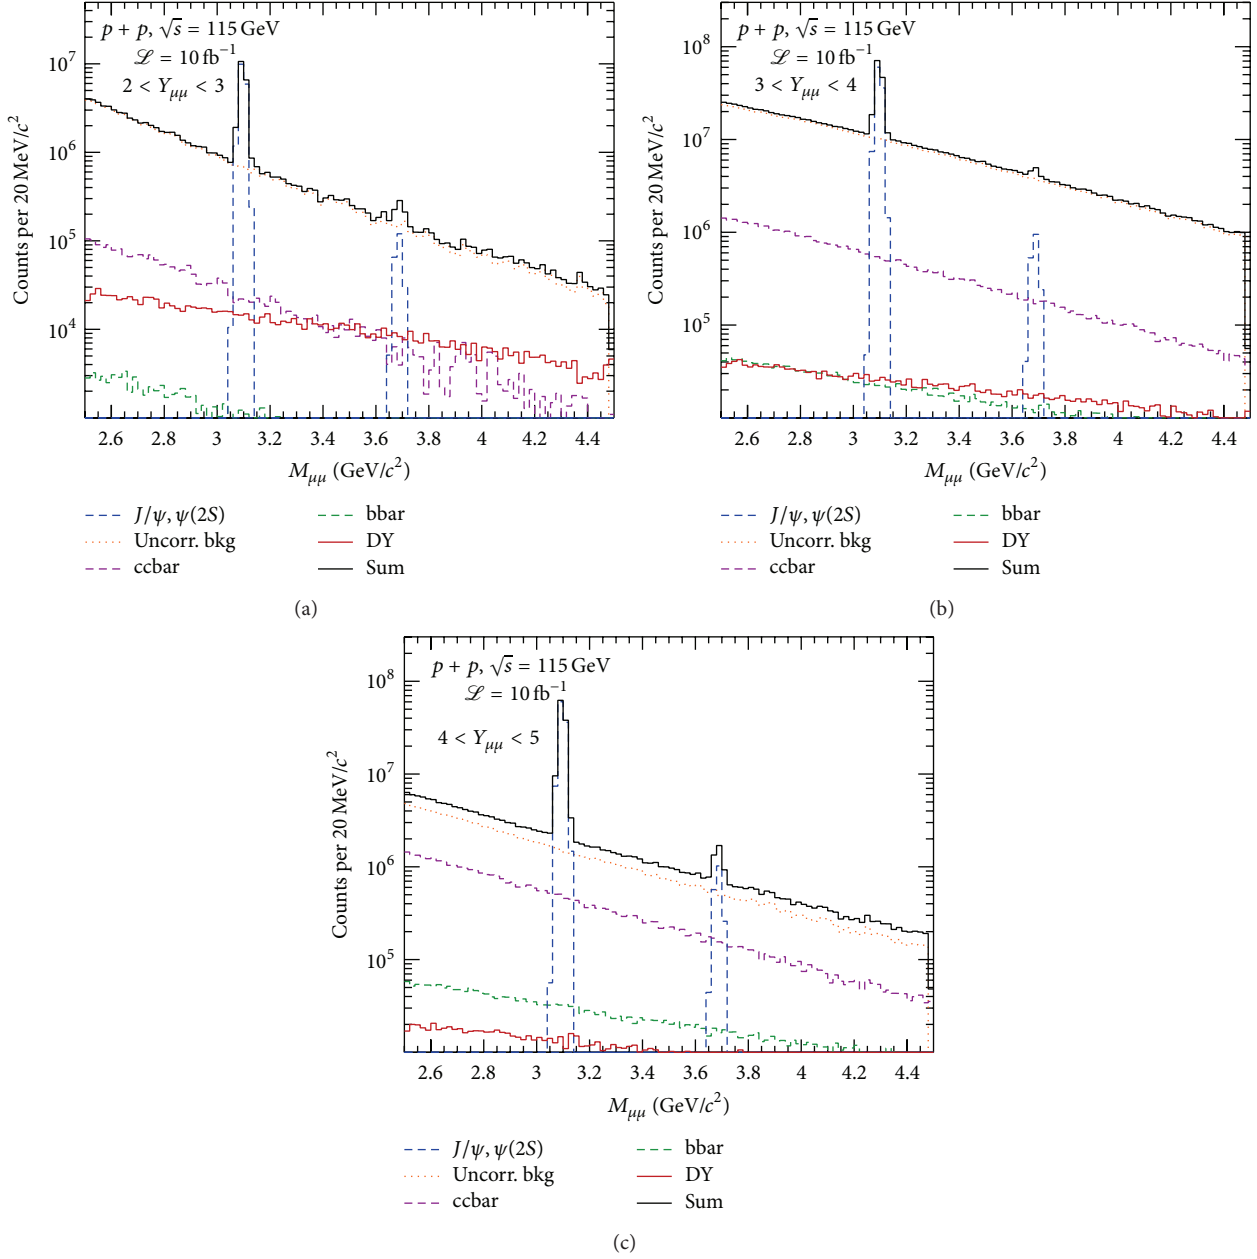 p + p, √s = 115 GeV
ℒ = 10 fb⁻¹
2 < Yμμ < 3
Counts per 20 MeV/c²
10⁷
10⁶
10⁵
10⁴
2.6 2.8 3 3.2 3.4 3.6 3.8 4 4.2 4.4
Mμμ (GeV/c²)
J/ψ, ψ(2S)
Uncorr. bkg
ccbar
bbar
DY
Sum
(a)
p + p, √s = 115 GeV
ℒ = 10 fb⁻¹
3 < Yμμ < 4
Counts per 20 MeV/c²
10⁸
10⁷
10⁶
10⁵
2.6 2.8 3 3.2 3.4 3.6 3.8 4 4.2 4.4
Mμμ (GeV/c²)
J/ψ, ψ(2S)
Uncorr. bkg
ccbar
bbar
DY
Sum
(b)
p + p, √s = 115 GeV
ℒ = 10 fb⁻¹
4 < Yμμ < 5
Counts per 20 MeV/c²
10⁸
10⁷
10⁶
10⁵
2.6 2.8 3 3.2 3.4 3.6 3.8 4 4.2 4.4
Mμμ (GeV/c²)
J/ψ, ψ(2S)
Uncorr. bkg
ccbar
bbar
DY
Sum
(c)